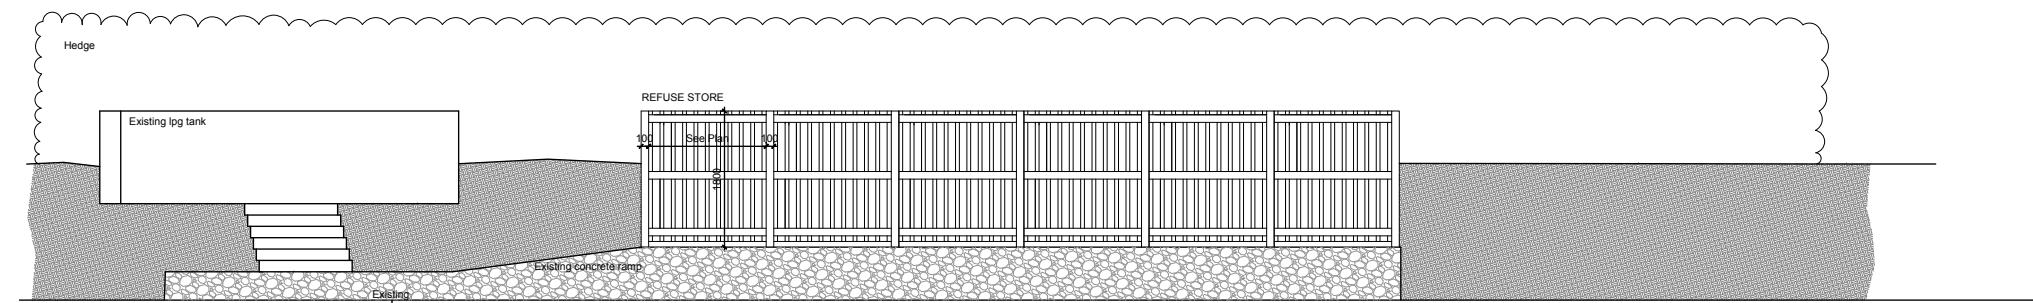 Hedge
REFUSE STORE
Existing lpg tank
100
See Plan
100
1800
Existing concrete ramp
Existing